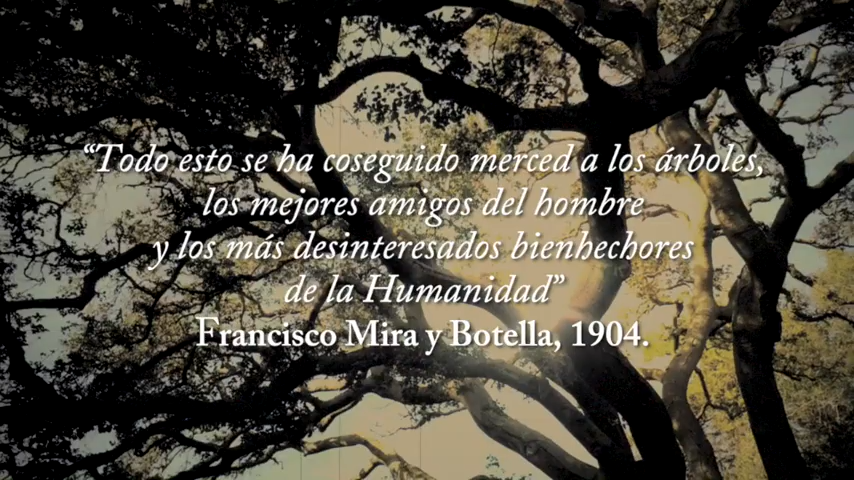 “Todo esto se ha coseguido merced a los árboles,
los mejores amigos del hombre
y los más desinteresados bienhechores
de la Humanidad”
Francisco Mira y Botella, 1904.